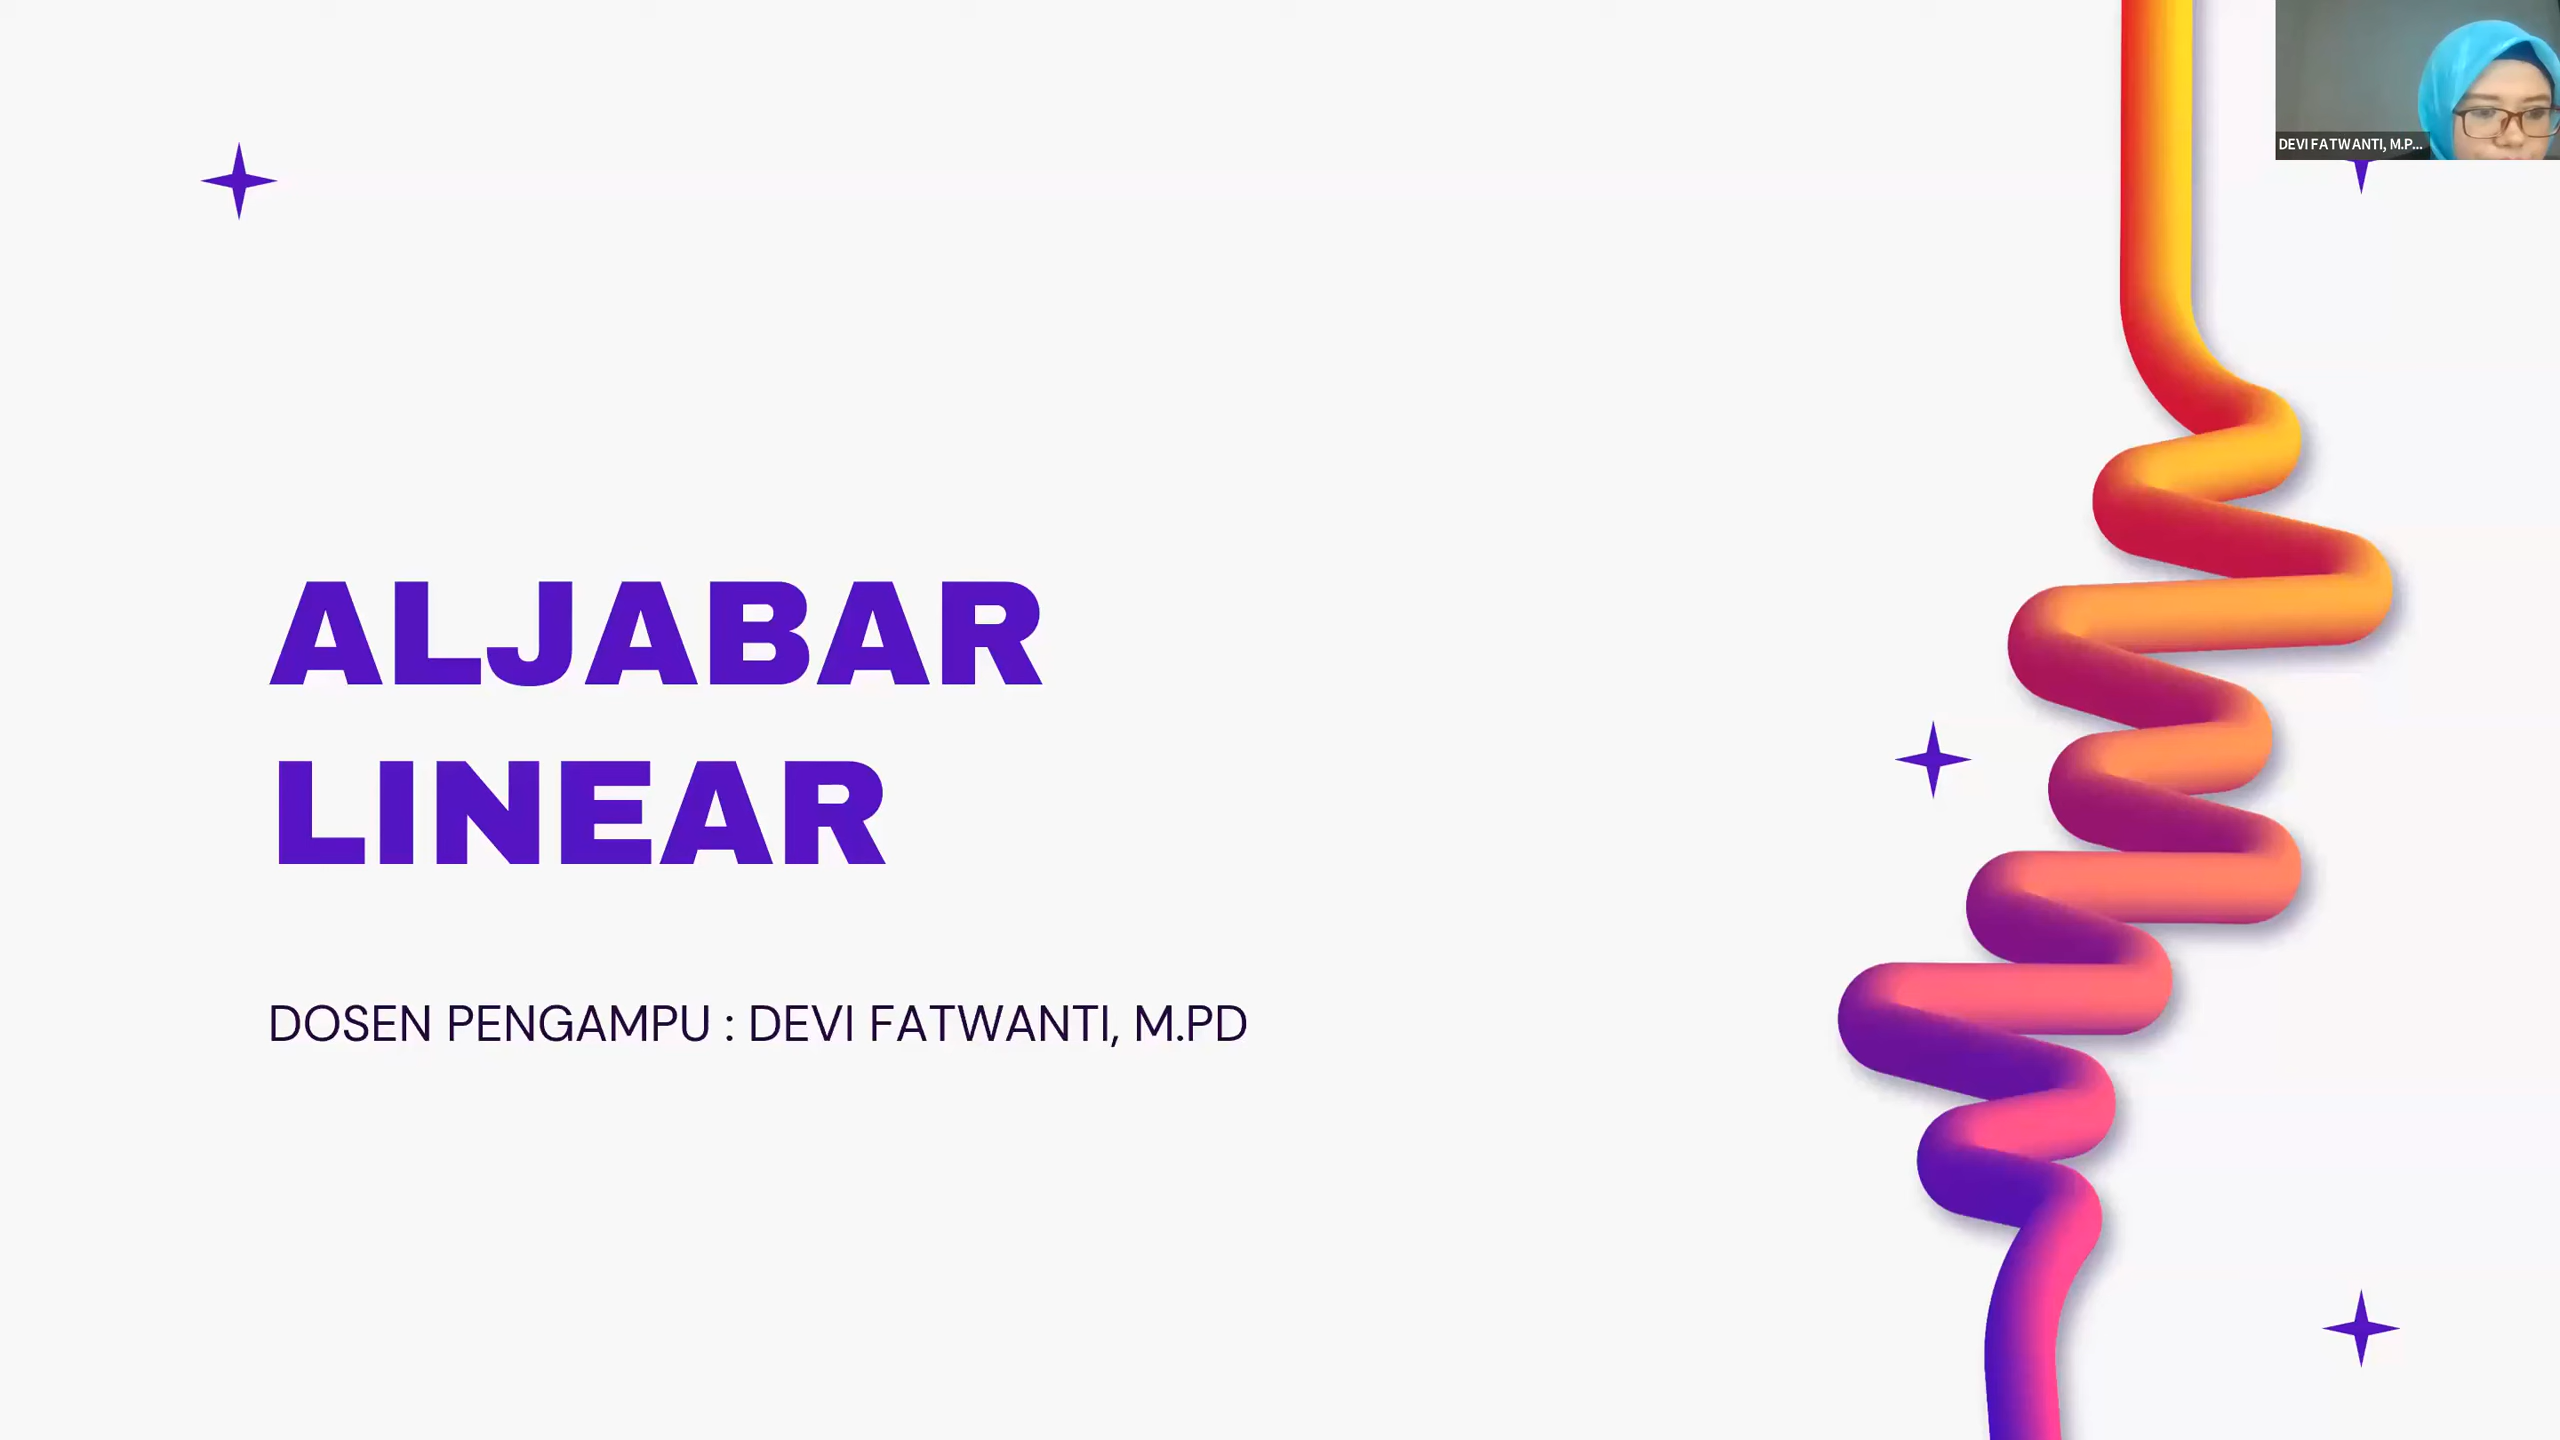 DEVI FATWANTI, M.P...
ALJABAR
LINEAR
DOSEN PENGAMPU : DEVI FATWANTI, M.PD